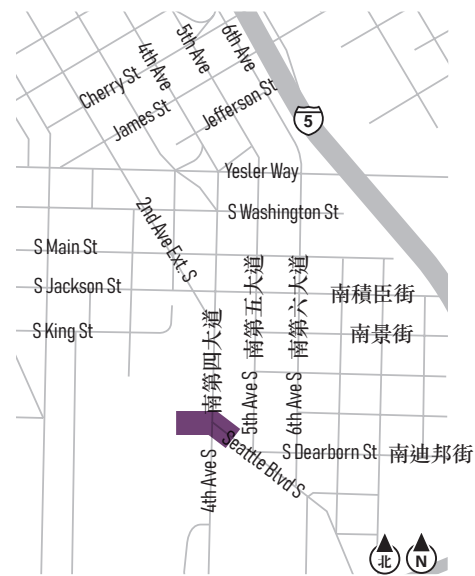 5th Ave
6th Ave
4th Ave
Cherry St
James St
Jefferson St
5
Yesler Way
2nd Ave Ext. S
S Washington St
S Main St
S Jackson St
南積臣街
S King St
南景街
南第四大道
南第五大道
南第六大道
5th Ave S
6th Ave S
4th Ave S
Seattle Blvd S
S Dearborn St
南迪邦街
北
N